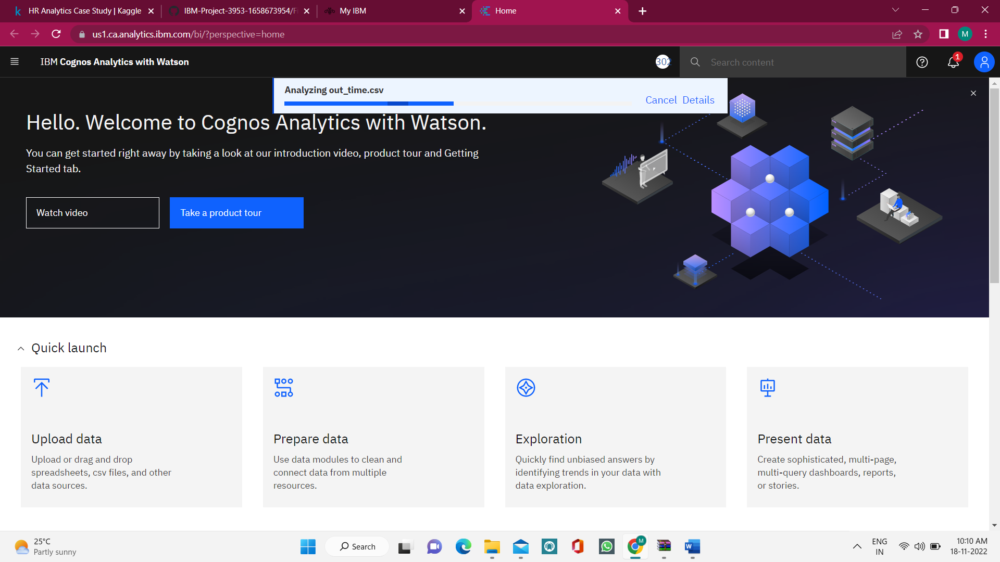 HR Analytics Case Study | Kaggle
IBM-Project-3953-1658673954/
My IBM
Home
us1.ca.analytics.ibm.com/bi/?perspective=home
M
IBM Cognos Analytics with Watson
302
Search content
1
Analyzing out_time.csv
Cancel Details
Hello. Welcome to Cognos Analytics with Watson.
You can get started right away by taking a look at our introduction video, product tour and Getting
Started tab.
Watch video
Take a product tour
Quick launch
Upload data
Upload or drag and drop
spreadsheets, csv files, and other
data sources.
Prepare data
Use data modules to clean and
connect data from multiple
resources.
Exploration
Quickly find unbiased answers by
identifying trends in your data with
data exploration.
Present data
Create sophisticated, multi-page,
multi-query dashboards, reports,
or stories.
25°C
Partly sunny
Search
M
ENG
IN
10:10 AM
18-11-2022